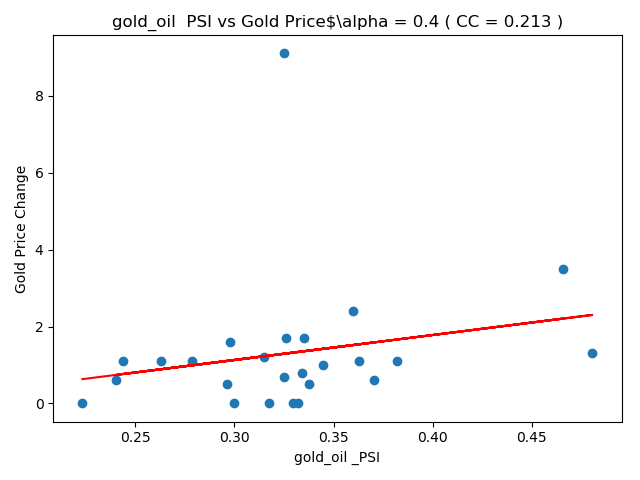 gold_oil  PSI vs Gold Price$\alpha = 0.4 ( CC = 0.213 )
Gold Price Change
8
6
4
2
0
0.25 0.30 0.35 0.40 0.45
gold_oil _PSI